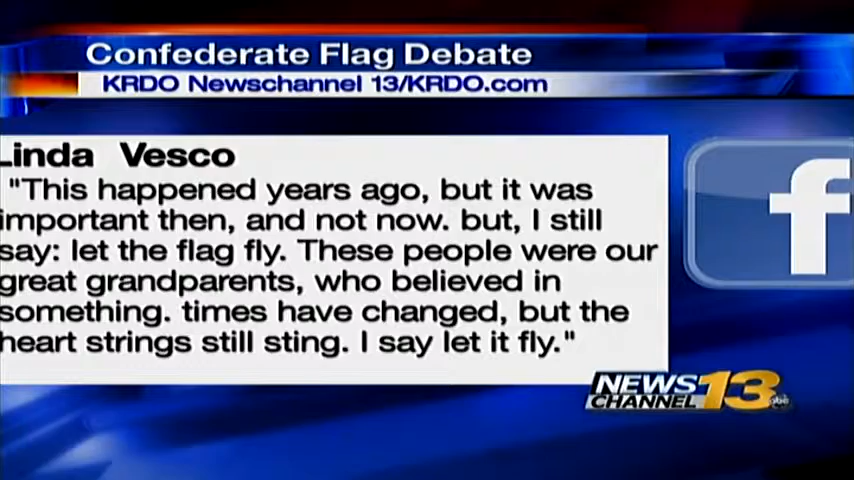 Confederate Flag Debate
KRDO Newschannel 13/KRDO.com
Linda Vesco
"This happened years ago, but it was
important then, and not now. but, I still
say: let the flag fly. These people were our
great grandparents, who believed in
something. times have changed, but the
heart strings still sting. I say let it fly."
f
NEWS
CHANNEL 13 abc